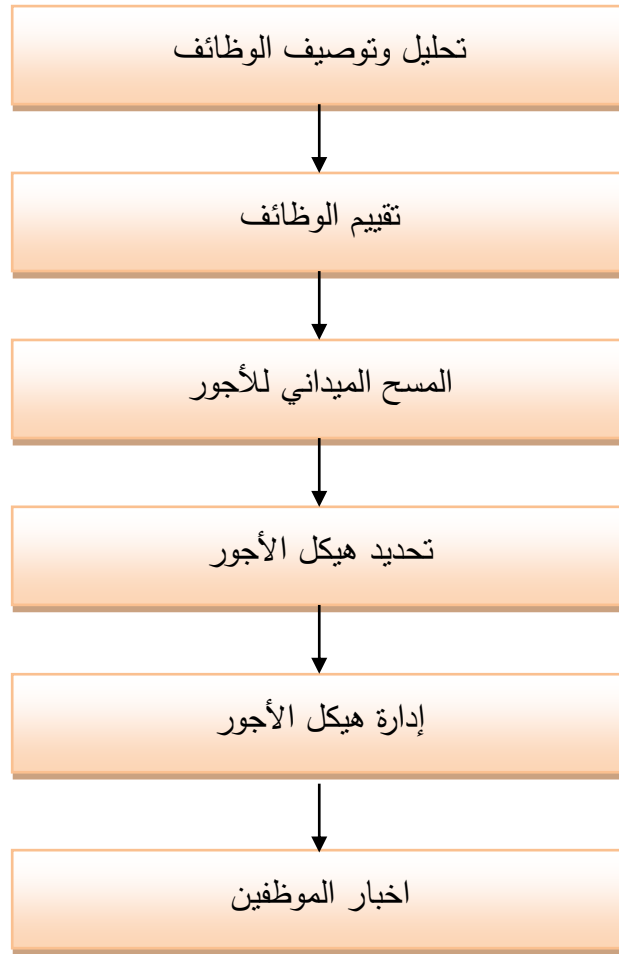 تحليل وتوصيف الوظائف
تقييم الوظائف
المسح الميداني للأجور
تحديد هيكل الأجور
إدارة هيكل الأجور
اخبار الموظفين